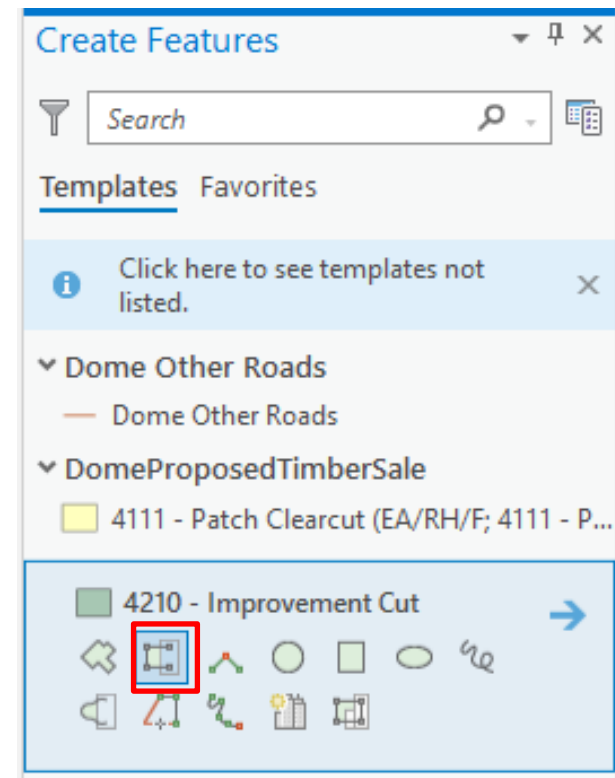 Create Features
Search
Templates Favorites
Click here to see templates not
listed.
Dome Other Roads
Dome Other Roads
DomeProposedTimberSale
4111 - Patch Clearcut (EA/RH/F; 4111 - P...
4210 - Improvement Cut